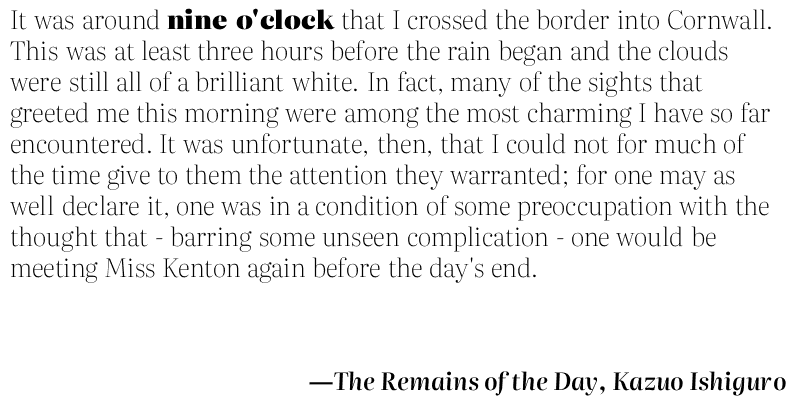 It was around nine o'clock that I crossed the border into Cornwall.
This was at least three hours before the rain began and the clouds
were still all of a brilliant white. In fact, many of the sights that
greeted me this morning were among the most charming I have so far
encountered. It was unfortunate, then, that I could not for much of
the time give to them the attention they warranted; for one may as
well declare it, one was in a condition of some preoccupation with the
thought that - barring some unseen complication - one would be
meeting Miss Kenton again before the day's end.
—The Remains of the Day, Kazuo Ishiguro